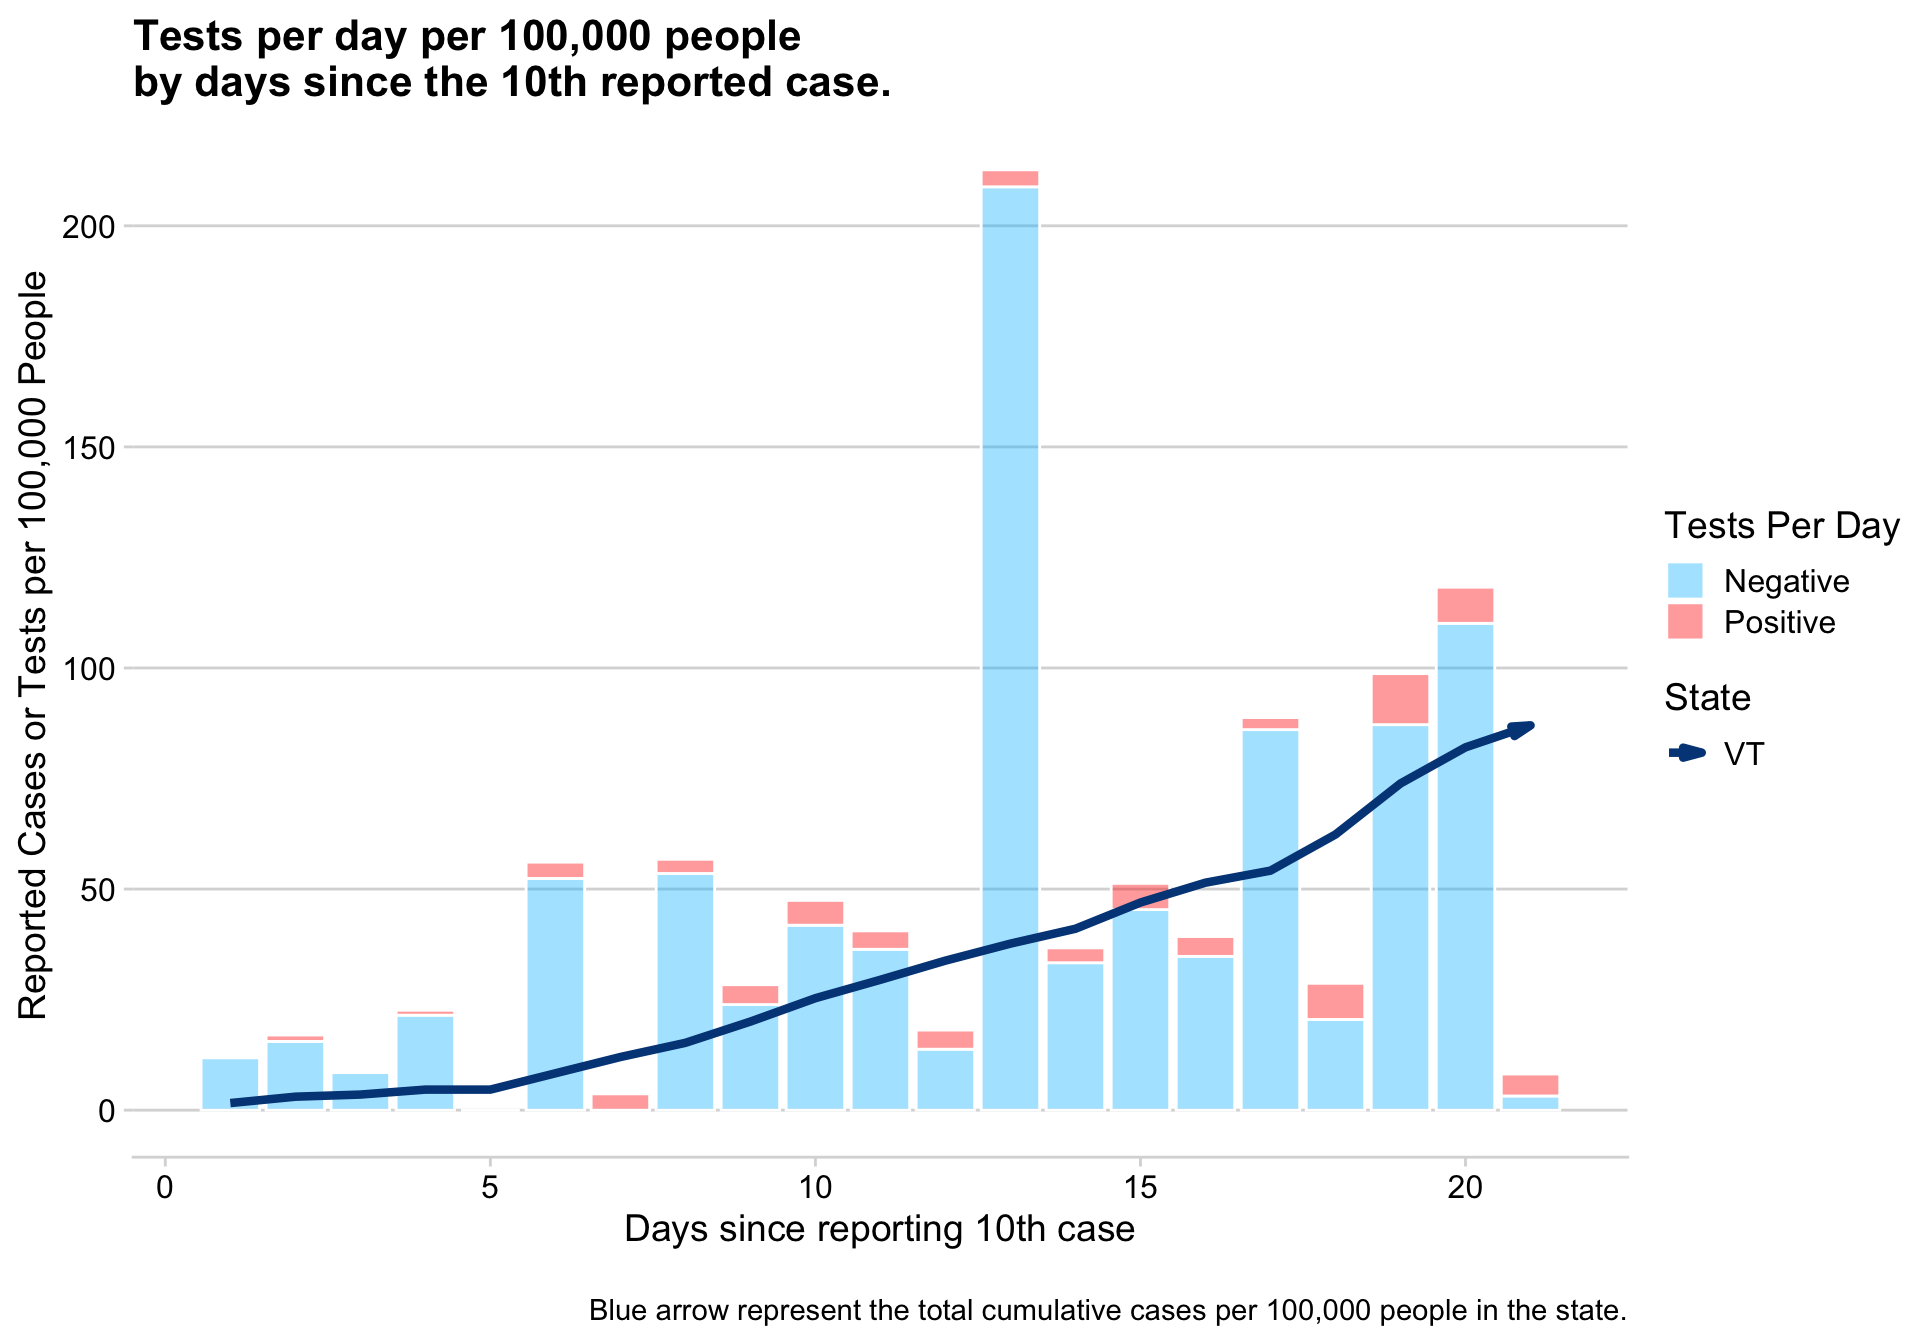 Tests per day per 100,000 people
by days since the 10th reported case.
Reported Cases or Tests per 100,000 People
200
150
100
50
0
0 5 10 15 20
Days since reporting 10th case
Tests Per Day
Negative
Positive
State
VT
Blue arrow represent the total cumulative cases per 100,000 people in the state.